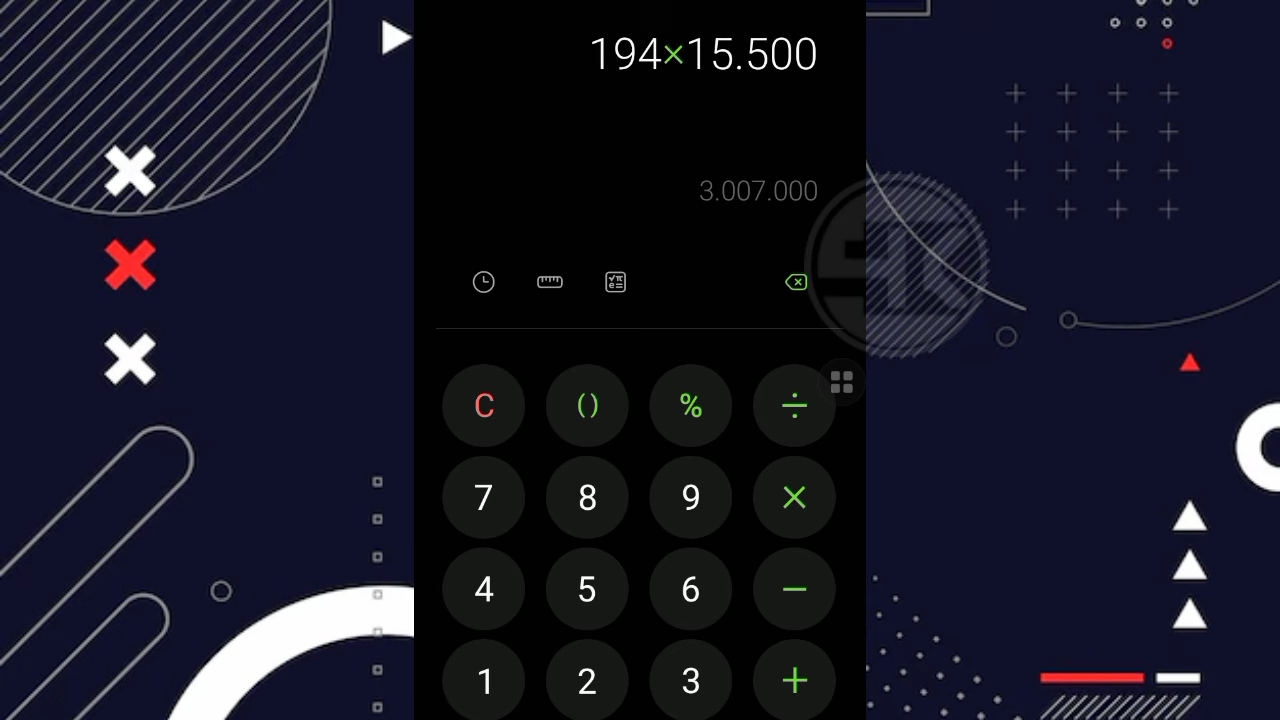 194×15.500
3.007.000
C () % ÷
7 8 9 ×
4 5 6 −
1 2 3 +